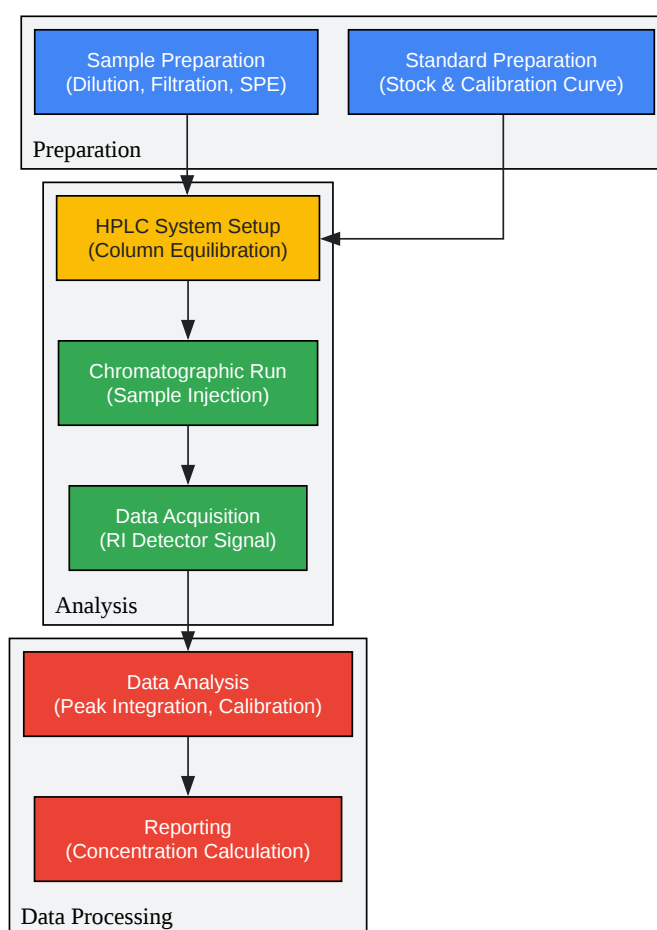 Sample Preparation
(Dilution, Filtration, SPE)
Standard Preparation
(Stock & Calibration Curve)
Preparation
HPLC System Setup
(Column Equilibration)
Chromatographic Run
(Sample Injection)
Data Acquisition
(RI Detector Signal)
Analysis
Data Analysis
(Peak Integration, Calibration)
Reporting
(Concentration Calculation)
Data Processing